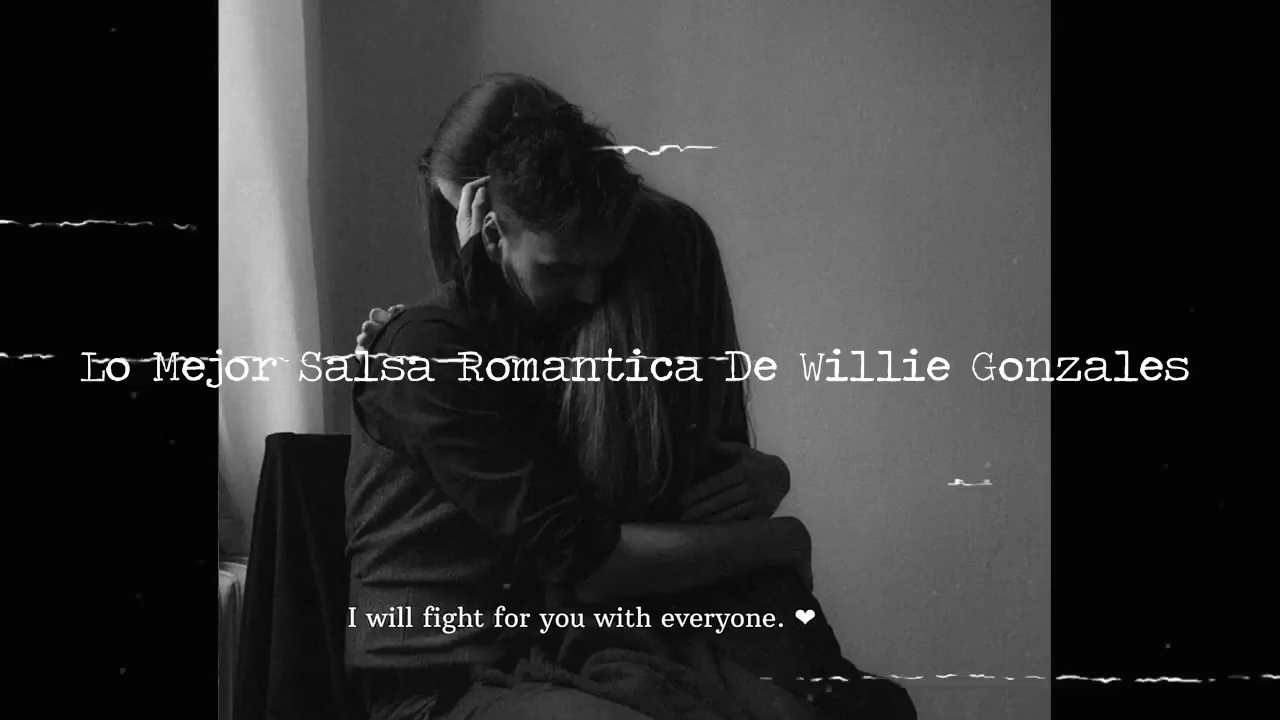 Lo Mejor Salsa Romantica De Willie Gonzales
I will fight for you with everyone. ❤